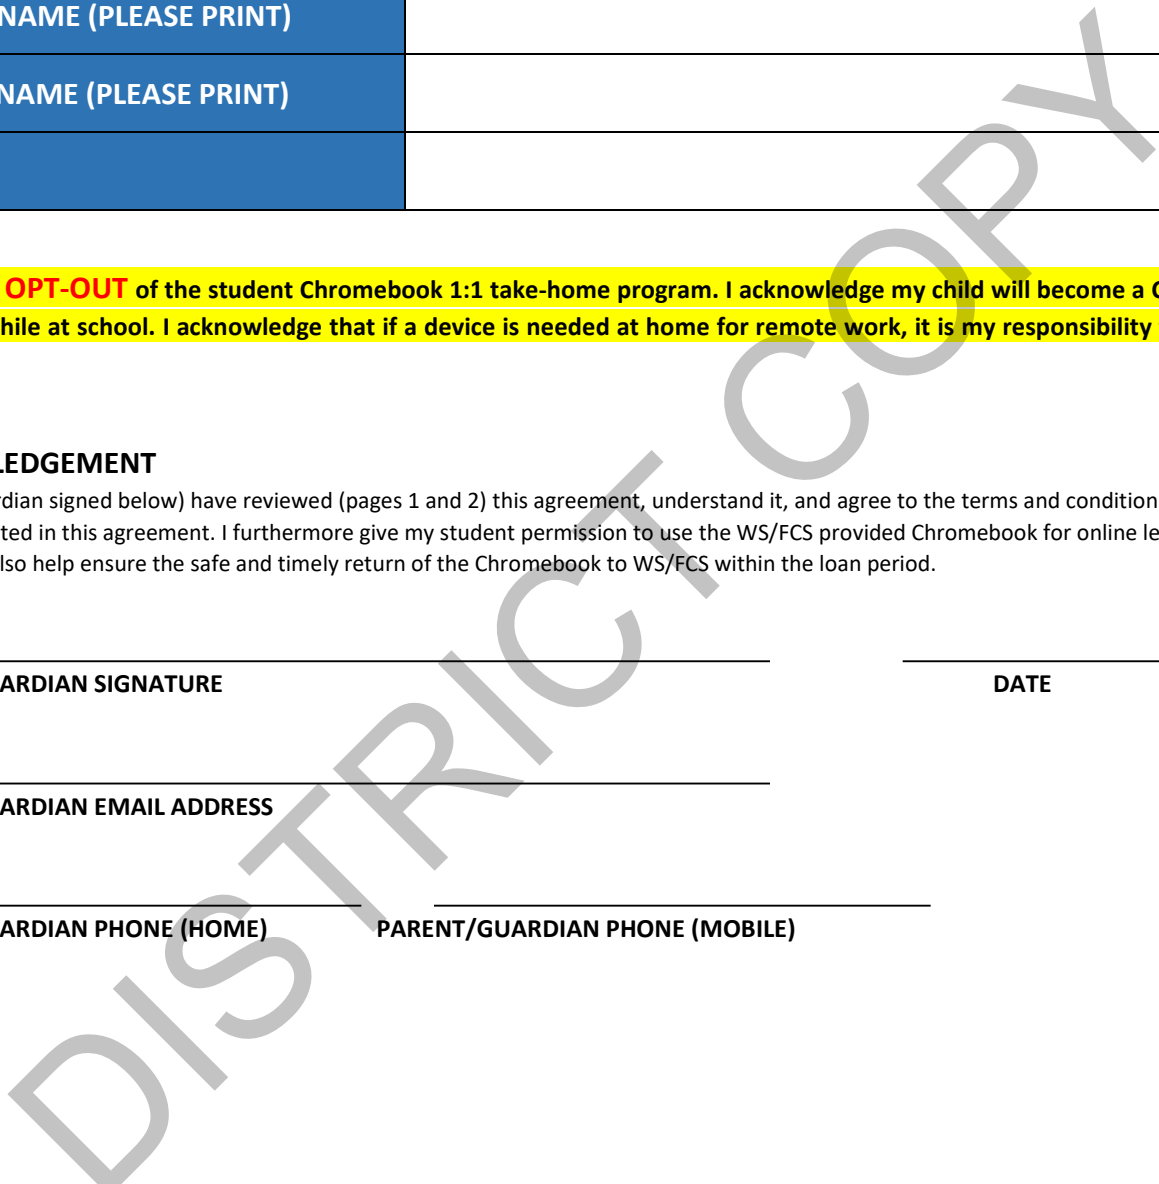 NAME (PLEASE PRINT)
NAME (PLEASE PRINT)
OPT-OUT of the student Chromebook 1:1 take-home program. I acknowledge my child will become a
hile at school. I acknowledge that if a device is needed at home for remote work, it is my responsibility
LEDGEMENT
rdian signed below) have reviewed (pages 1 and 2) this agreement, understand it, and agree to the terms and condition
ted in this agreement. I furthermore give my student permission to use the WS/FCS provided Chromebook for online le
lso help ensure the safe and timely return of the Chromebook to WS/FCS within the loan period.
ARDIAN SIGNATURE DATE
ARDIAN EMAIL ADDRESS
ARDIAN PHONE (HOME) PARENT/GUARDIAN PHONE (MOBILE)
DISTRICT COPY